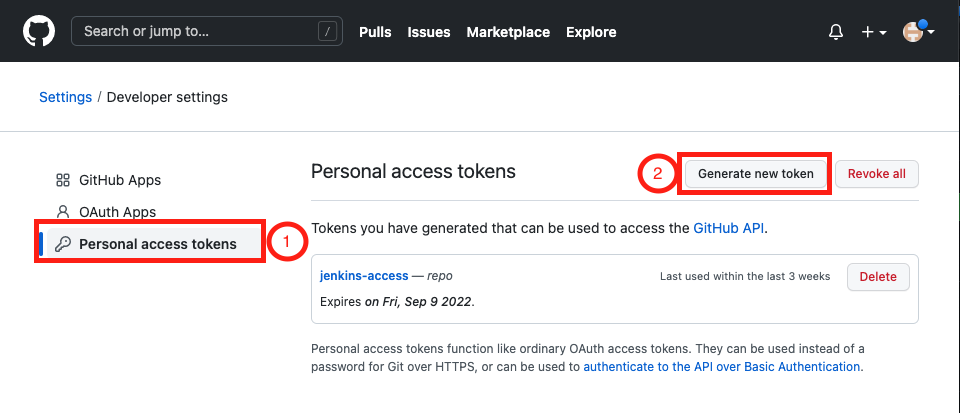 Search or jump to... /
Pulls Issues Marketplace Explore
Settings / Developer settings
GitHub Apps
OAuth Apps
Personal access tokens
1
Personal access tokens
2
Generate new token
Revoke all
Tokens you have generated that can be used to access the GitHub API.
jenkins-access — repo
Last used within the last 3 weeks
Delete
Expires on Fri, Sep 9 2022.
Personal access tokens function like ordinary OAuth access tokens. They can be used instead of a
password for Git over HTTPS, or can be used to authenticate to the API over Basic Authentication.